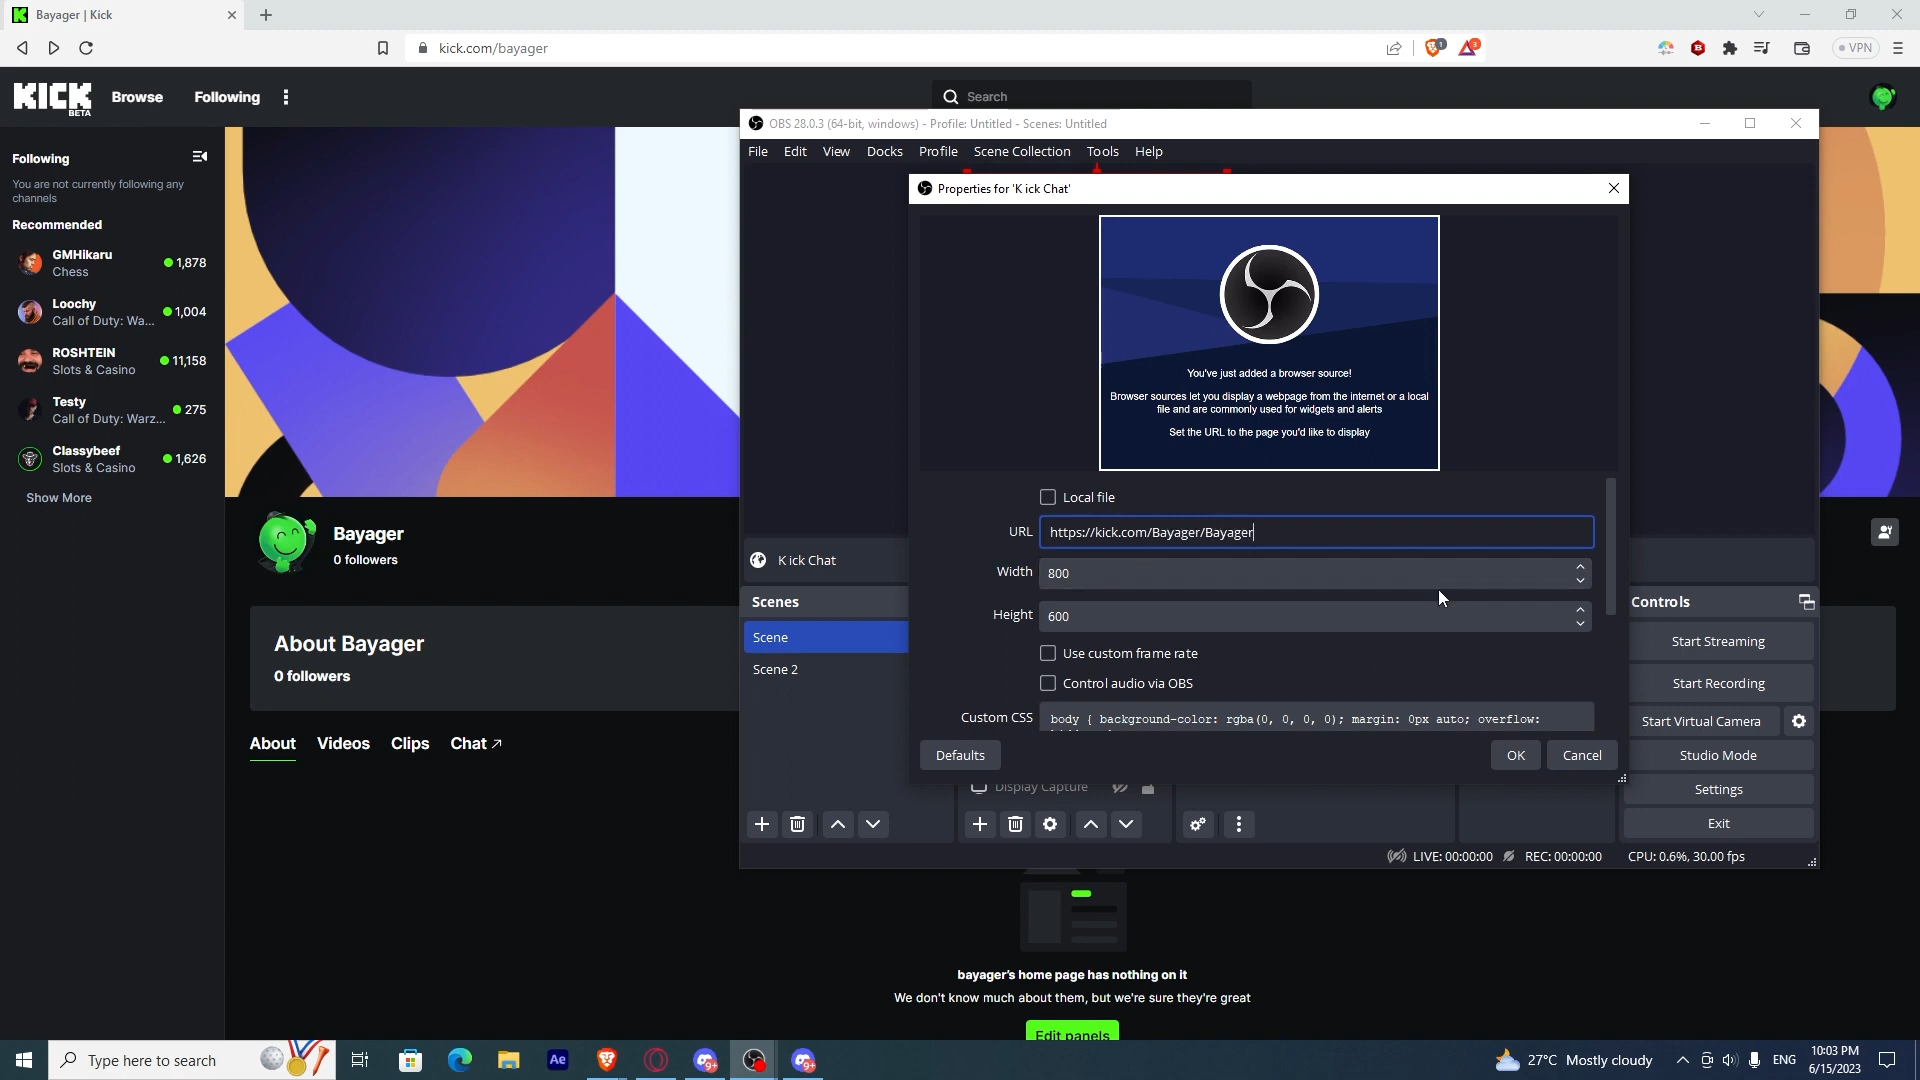 Bayager | Kick
kick.com/bayager
VPN
KICK
BETA
Browse
Following
Search
Following
You are not currently following any
channels
Recommended
GMHikaru
Chess
1,878
Loochy
Call of Duty: Wa...
1,004
ROSHTEIN
Slots & Casino
11,158
Testy
Call of Duty: Warz...
275
Classybeef
Slots & Casino
1,626
Show More
Bayager
0 followers
About Bayager
0 followers
About
Videos
Clips
Chat
OBS 28.0.3 (64-bit, windows) - Profile: Untitled - Scenes: Untitled
File
Edit
View
Docks
Profile
Scene Collection
Tools
Help
Properties for 'K ick Chat'
You've just added a browser source!
Browser sources let you display a webpage from the internet or a local
file and are commonly used for widgets and alerts
Set the URL to the page you'd like to display
Local file
URL
https://kick.com/Bayager/Bayager
Width
800
Height
600
Use custom frame rate
Control audio via OBS
Custom CSS
body { background-color: rgba(0, 0, 0, 0); margin: 0px auto; overflow:
Defaults
OK
Cancel
K ick Chat
Scenes
Scene
Scene 2
Display Capture
Controls
Start Streaming
Start Recording
Start Virtual Camera
Studio Mode
Settings
Exit
LIVE: 00:00:00
REC: 00:00:00
CPU: 0.6%, 30.00 fps
bayager's home page has nothing on it
We don't know much about them, but we're sure they're great
Edit panels
Type here to search
Ae
27°C Mostly cloudy
ENG
10:03 PM
6/15/2023